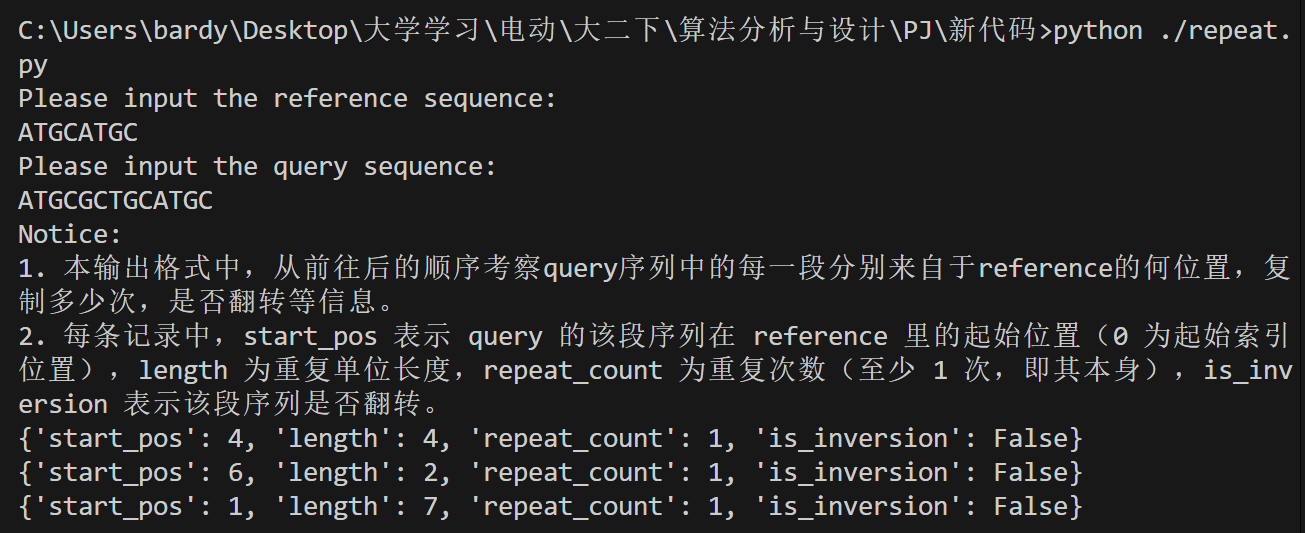 C:\Users\bardy\Desktop\大学学习\电动\大二下\算法分析与设计\PJ\新代码>python ./repeat.
py
Please input the reference sequence:
ATGCATGC
Please input the query sequence:
ATGCGCTGCATGC
Notice:
1. 本输出格式中，从前往后的顺序考察query序列中的每一段分别来自于reference的何位置，复
制多少次，是否翻转等信息。
2. 每条记录中，start_pos 表示 query 的该段序列在 reference 里的起始位置（0 为起始索引
位置），length 为重复单位长度，repeat_count 为重复次数（至少 1 次，即其本身），is_inv
ersion 表示该段序列是否翻转。
{'start_pos': 4, 'length': 4, 'repeat_count': 1, 'is_inversion': False}
{'start_pos': 6, 'length': 2, 'repeat_count': 1, 'is_inversion': False}
{'start_pos': 1, 'length': 7, 'repeat_count': 1, 'is_inversion': False}